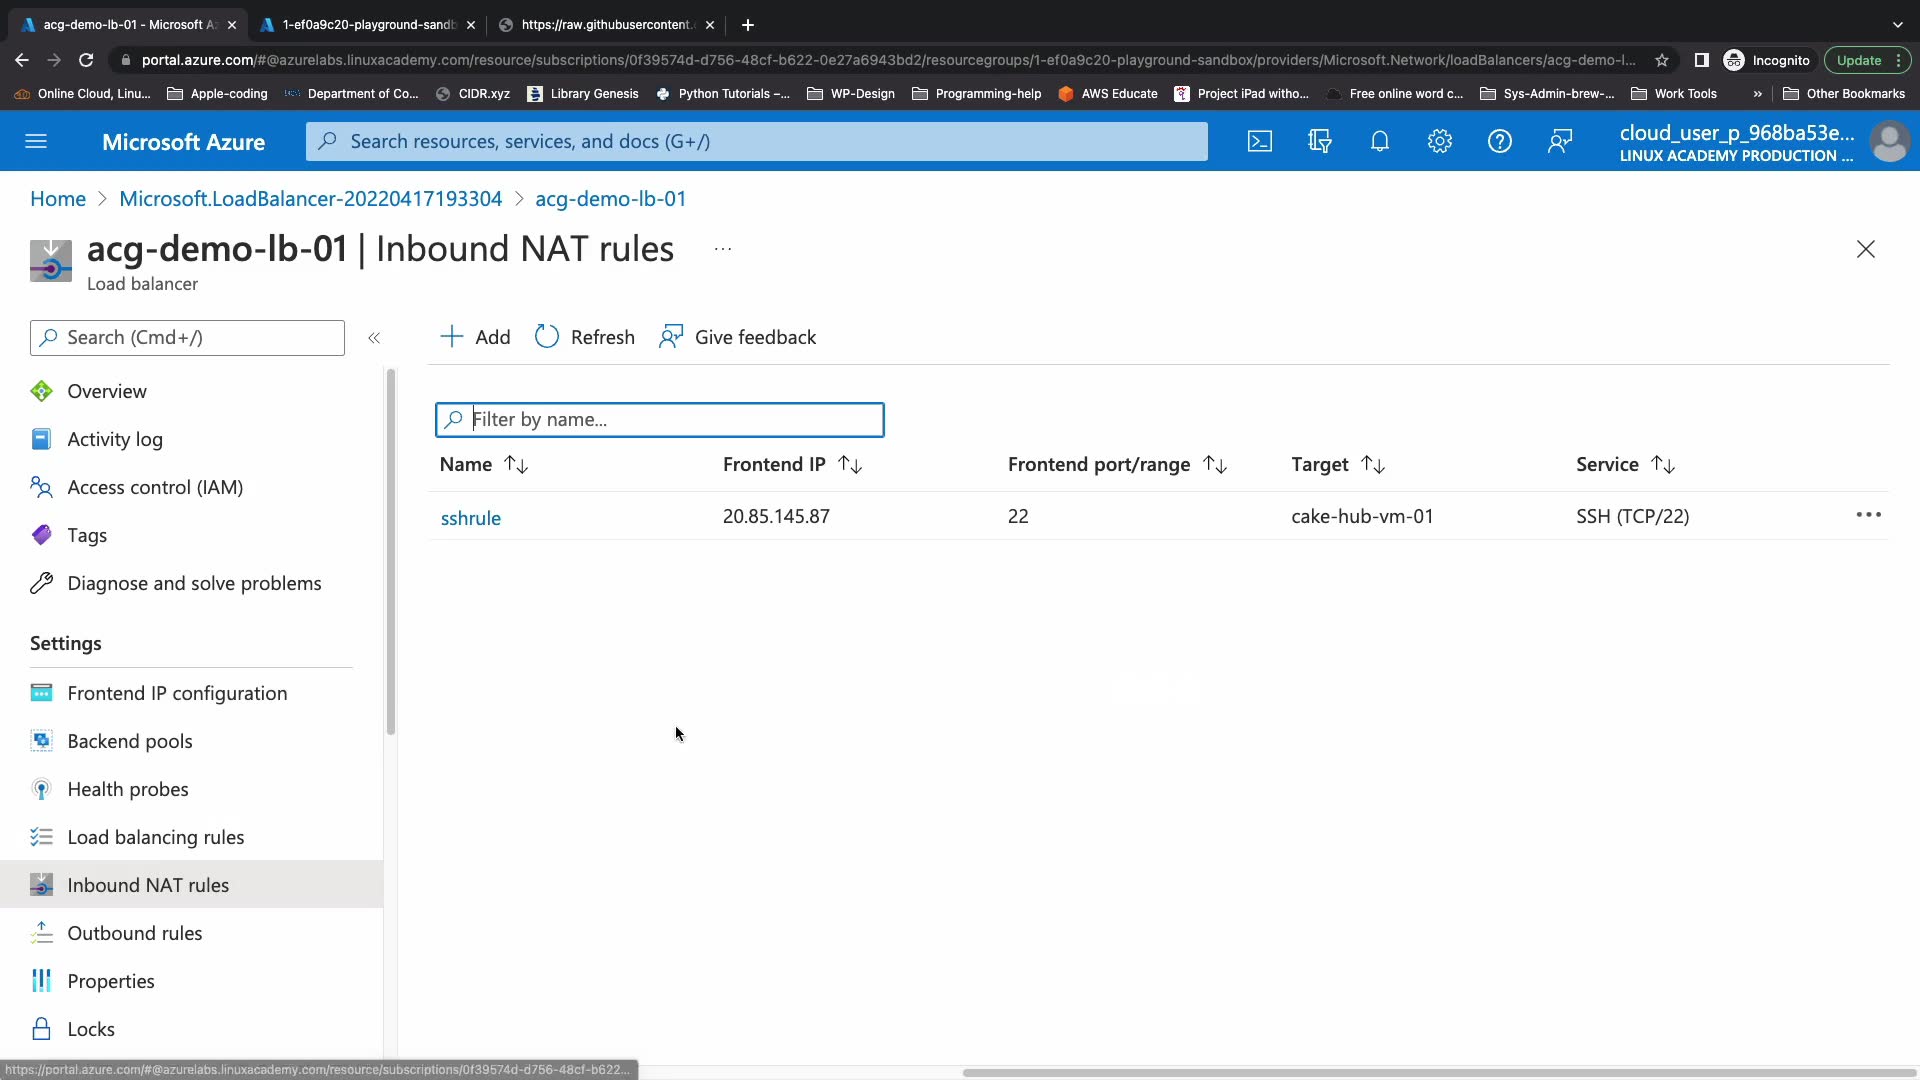 acg-demo-lb-01 - Microsoft A
1-ef0a9c20-playground-sandb
https://raw.githubusercontent.
portal.azure.com/#@azurelabs.linuxacademy.com/resource/subscriptions/0f39574d-d756-48cf-b622-0e27a6943bd2/resourcegroups/1-ef0a9c20-playground-sandbox/providers/Microsoft.Network/loadBalancers/acg-demo-l...
Incognito
Update
Online Cloud, Linu...
Apple-coding
Department of Co...
CIDR.xyz
Library Genesis
Python Tutorials –...
WP-Design
Programming-help
AWS Educate
Project iPad witho...
Free online word c...
Sys-Admin-brew-...
Work Tools
»
Other Bookmarks
Microsoft Azure
Search resources, services, and docs (G+/)
cloud_user_p_968ba53e...
LINUX ACADEMY PRODUCTION ...
Home > Microsoft.LoadBalancer-20220417193304 > acg-demo-lb-01
acg-demo-lb-01 | Inbound NAT rules ...
Load balancer
Search (Cmd+/)
«
Add
Refresh
Give feedback
Overview
Activity log
Access control (IAM)
Tags
Diagnose and solve problems
Settings
Frontend IP configuration
Backend pools
Health probes
Load balancing rules
Inbound NAT rules
Outbound rules
Properties
Locks
Filter by name...
Name Frontend IP Frontend port/range Target Service
sshrule 20.85.145.87 22 cake-hub-vm-01 SSH (TCP/22)
https://portal.azure.com/#@azurelabs.linuxacademy.com/resource/subscriptions/0f39574d-d756-48cf-b622...